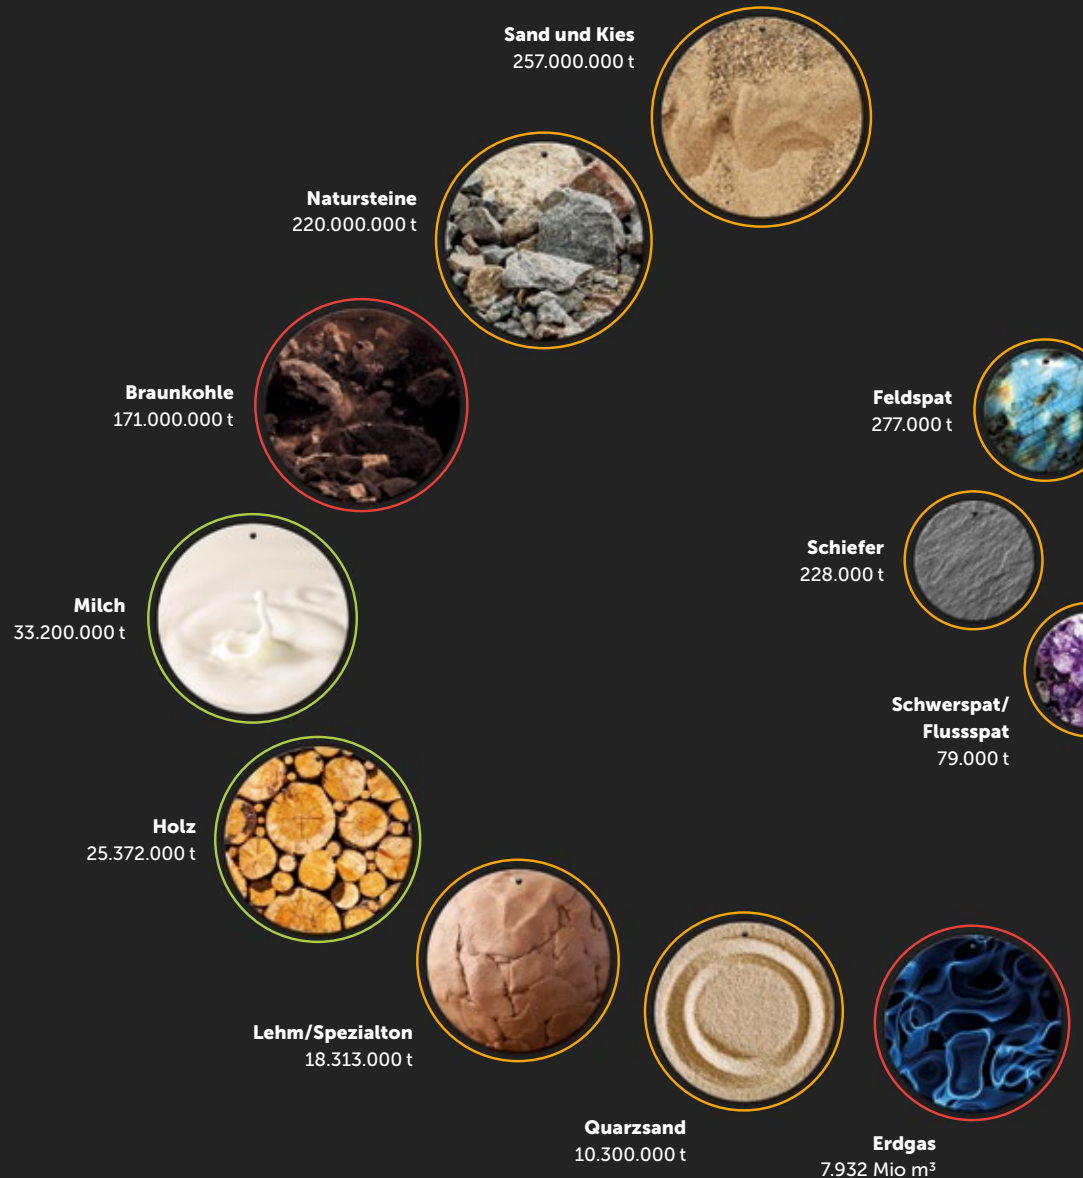 Sand und Kies
257.000.000 t
Natursteine
220.000.000 t
Braunkohle
171.000.000 t
Feldspat
277.000 t
Schiefer
228.000 t
Milch
33.200.000 t
Schwerspat/
Flussspat
79.000 t
Holz
25.372.000 t
Lehm/Spezialton
18.313.000 t
Quarzsand
10.300.000 t
Erdgas
7.932 Mio m³